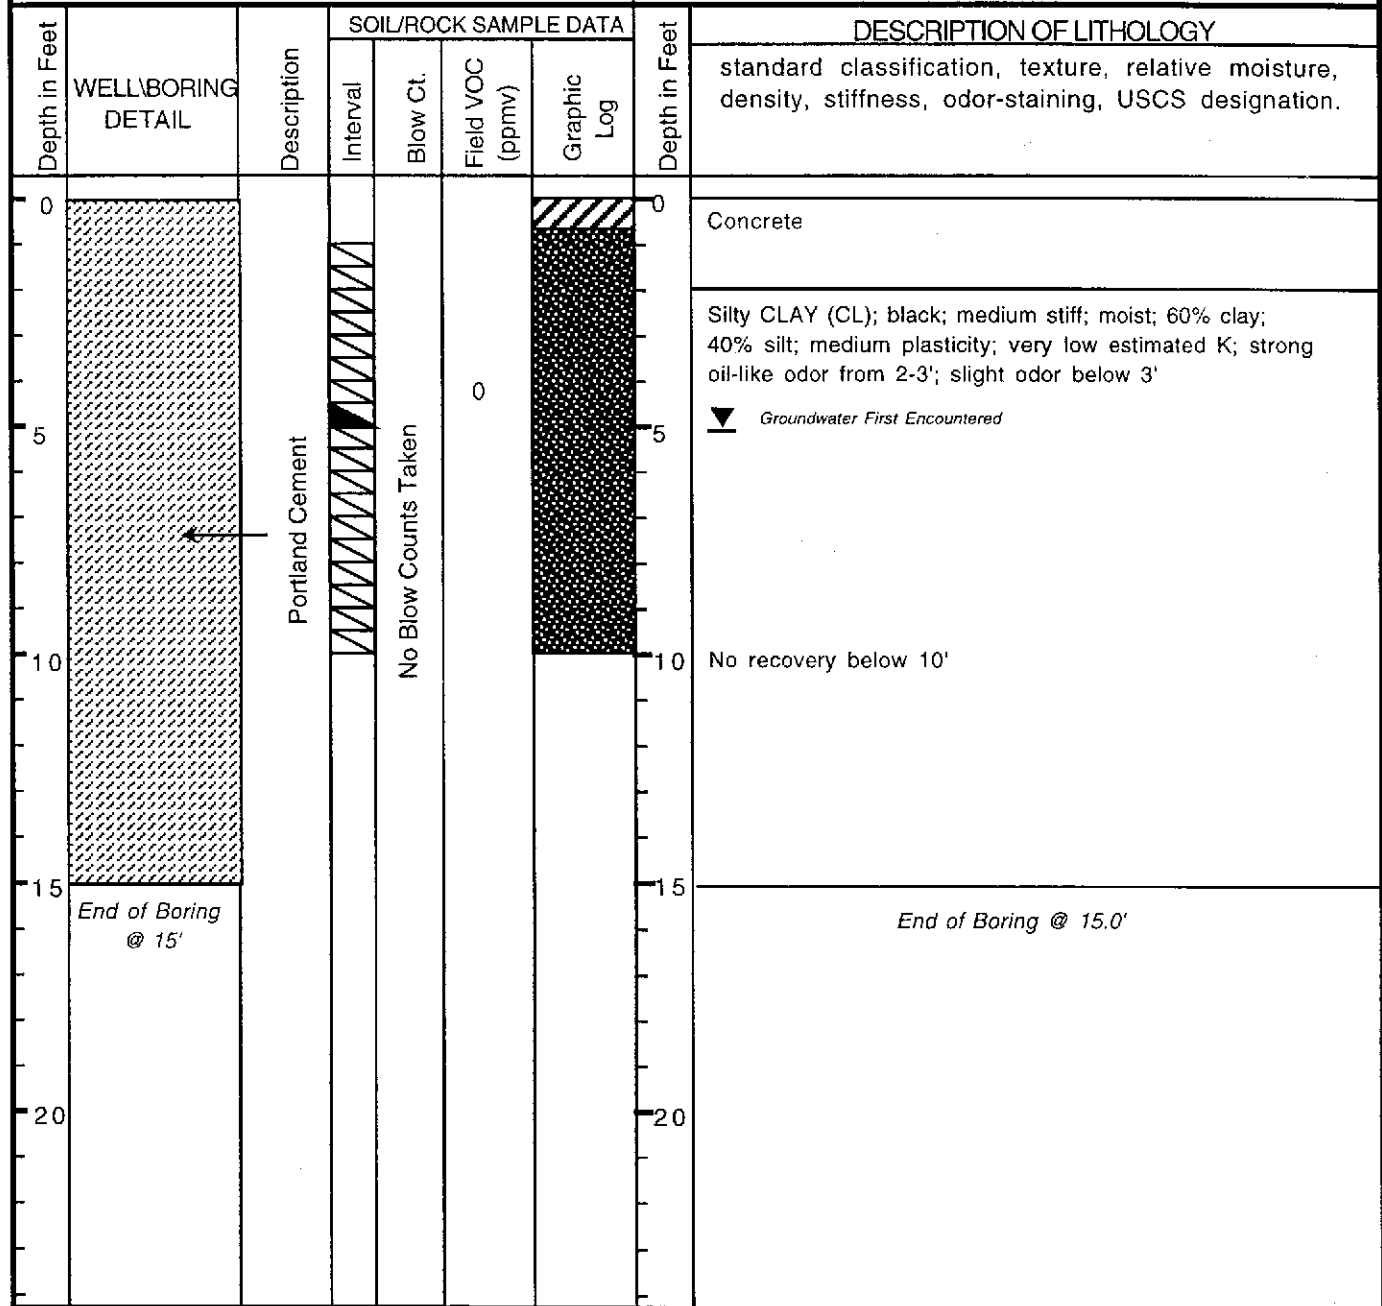 SOIL/ROCK SAMPLE DATA
DESCRIPTION OF LITHOLOGY
Depth in Feet
WELL\BORING
DETAIL
Description
Interval
Blow Ct.
Field VOC
(ppmv)
Graphic
Log
Depth in Feet
standard classification, texture, relative moisture,
density, stiffness, odor-staining, USCS designation.
0
0
Concrete
Silty CLAY (CL); black; medium stiff; moist; 60% clay;
40% silt; medium plasticity; very low estimated K; strong
oil-like odor from 2-3'; slight odor below 3'
0
Groundwater First Encountered
5
5
Portland Cement
No Blow Counts Taken
10
10
No recovery below 10'
15
15
End of Boring
@ 15'
End of Boring @ 15.0'
20
20